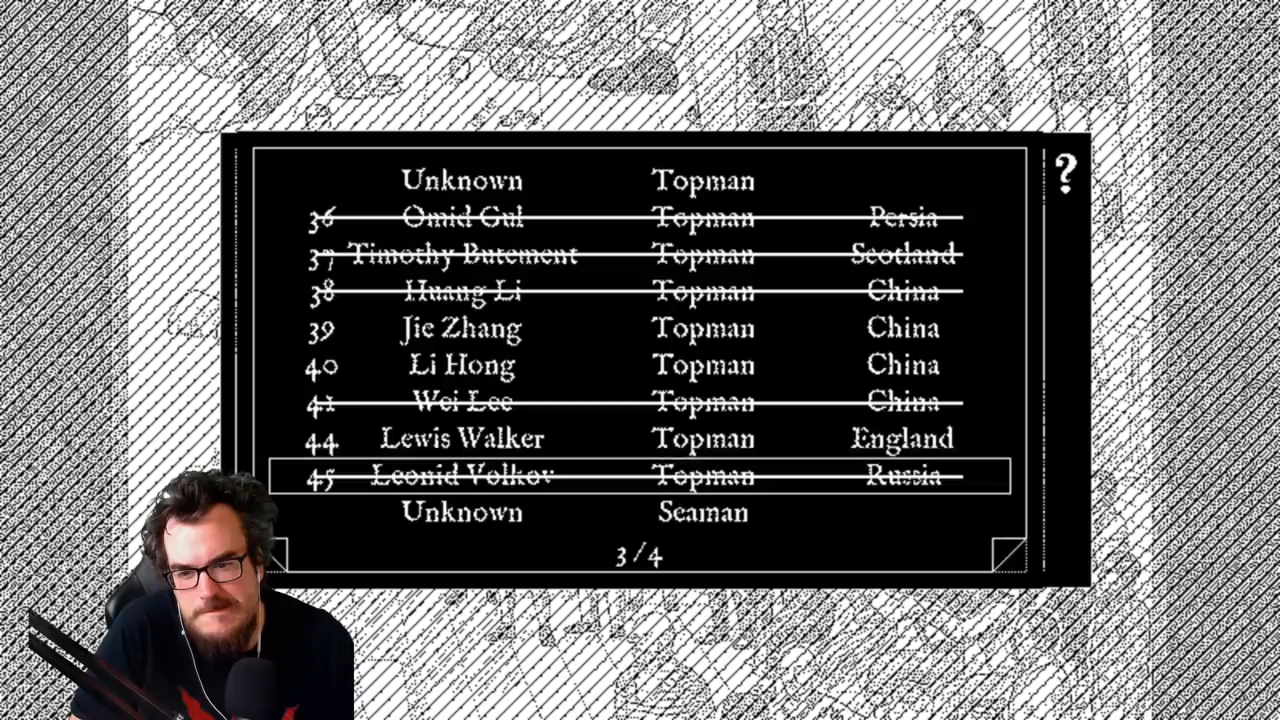 ?
Unknown Topman
36 Omid Gul Topman Persia
37 Timothy Butement Topman Scotland
38 Huang Li Topman China
39 Jie Zhang Topman China
40 Li Hong Topman China
41 Wei Lee Topman China
44 Lewis Walker Topman England
45 Leonid Volkov Topman Russia
Unknown Seaman
3/4